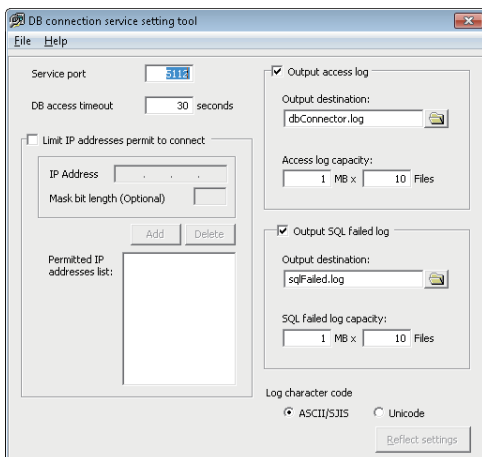 DB connection service setting tool
File Help
Service port 5112
DB access timeout 30 seconds
Limit IP addresses permit to connect
IP Address . . .
Mask bit length (Optional)
Add Delete
Permitted IP
addresses list:
Output access log
Output destination:
dbConnector.log
Access log capacity:
1 MB x 10 Files
Output SQL failed log
Output destination:
sqlFailed.log
SQL failed log capacity:
1 MB x 10 Files
Log character code
ASCII/SJIS Unicode
Reflect settings